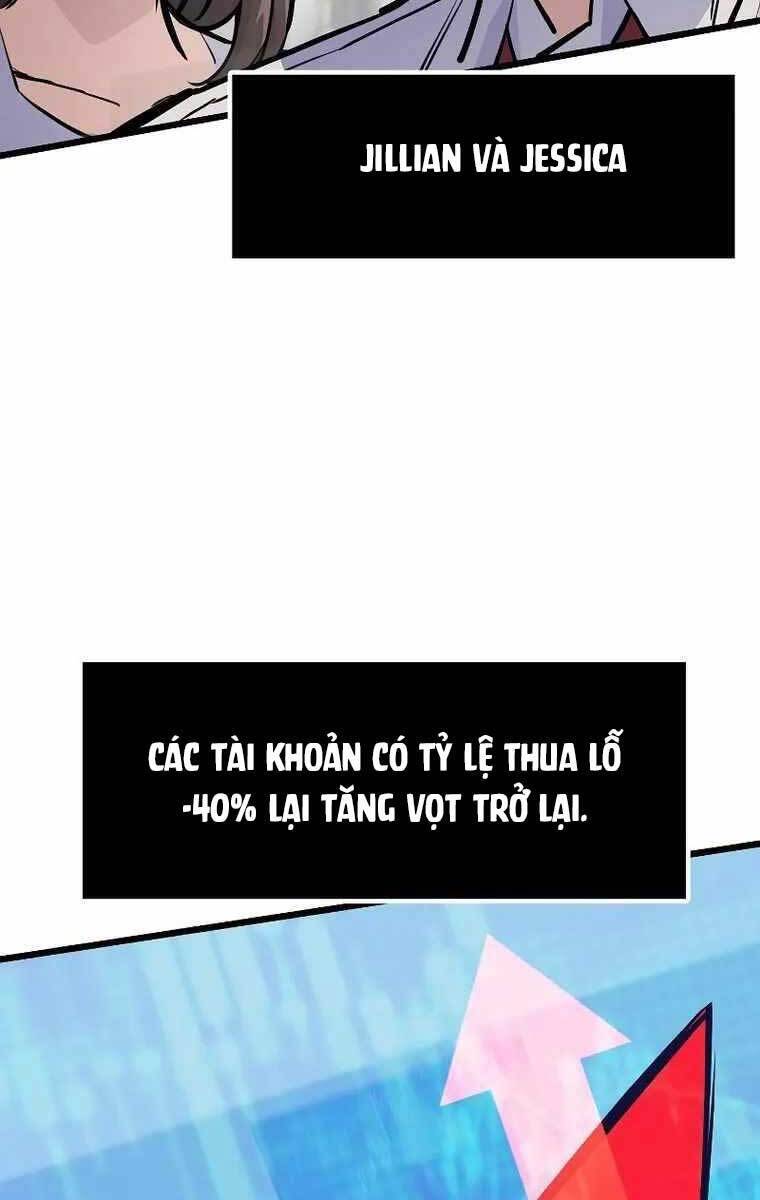 JILLIAN VÀ JESSICA
CÁC TÀI KHOẢN CÓ TỶ LỆ THUA LỖ
-40% LẠI TĂNG VỌT TRỞ LẠI.